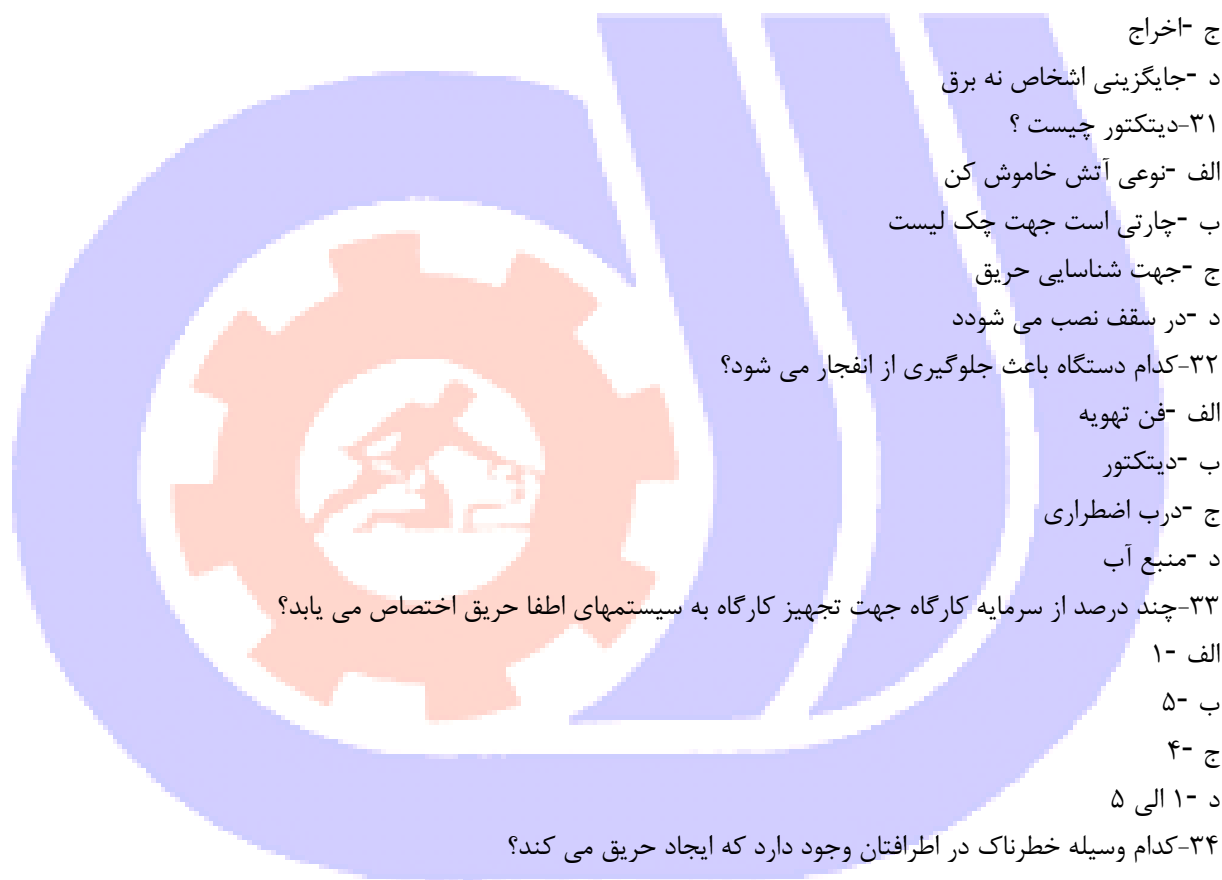 ج -اخراج
د -جایگزینی اشخاص نه برق
۳۱-دیتکتور چیست ؟
الف -نوعی آتش خاموش کن
ب -چارتی است جهت چک لیست
ج -جهت شناسایی حریق
د -در سقف نصب می شودد
۳۲-کدام دستگاه باعث جلوگیری از انفجار می شود؟
الف -فن تهویه
ب -دیتکتور
ج -درب اضطراری
د -منبع آب
۳۳-چند درصد از سرمایه کارگاه جهت تجهیز کارگاه به سیستمهای اطفا حریق اختصاص می یابد؟
الف -۱
ب -۵
ج -۴
د -۱ الی ۵
۳۴-کدام وسیله خطرناک در اطرافتان وجود دارد که ایجاد حریق می کند؟